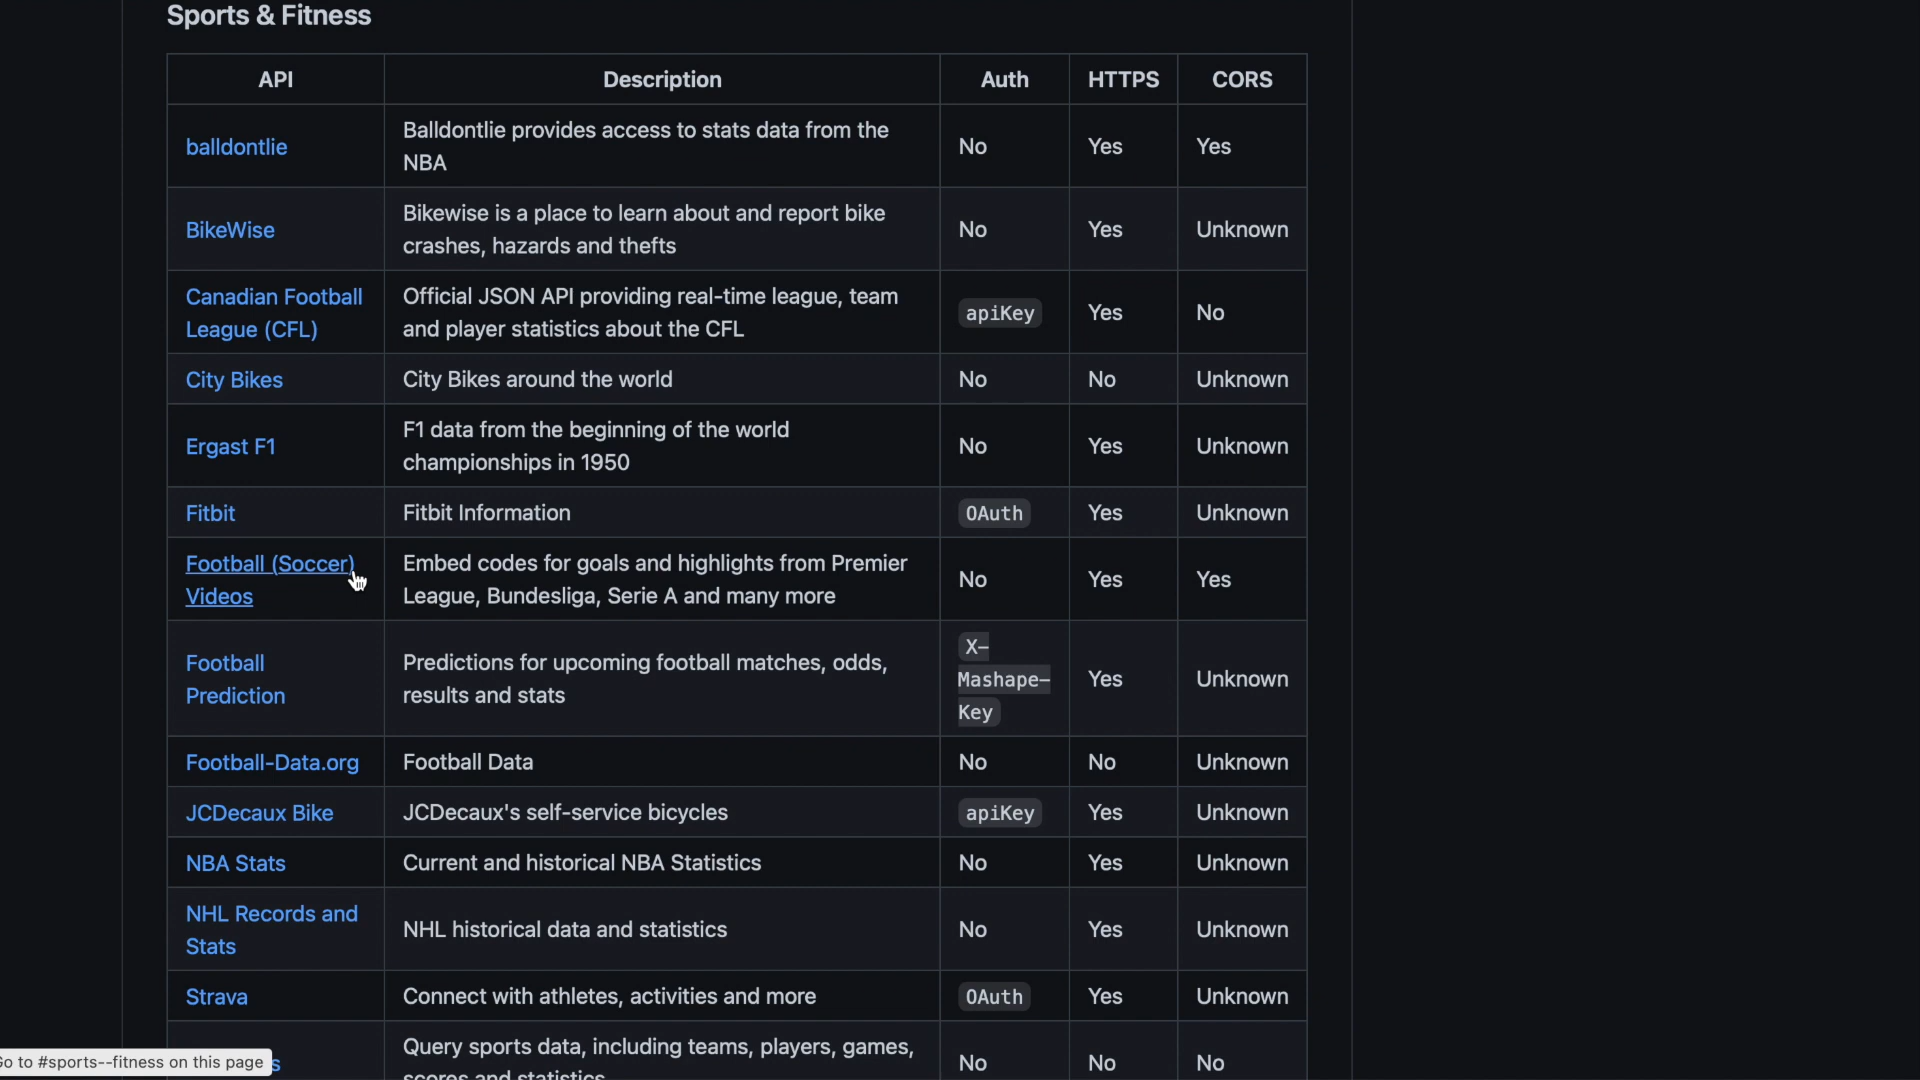 Sports & Fitness
API Description Auth HTTPS CORS
balldontlie Balldontlie provides access to stats data from the NBA No Yes Yes
BikeWise Bikewise is a place to learn about and report bike crashes, hazards and thefts No Yes Unknown
Canadian Football League (CFL) Official JSON API providing real-time league, team and player statistics about the CFL apiKey Yes No
City Bikes City Bikes around the world No No Unknown
Ergast F1 F1 data from the beginning of the world championships in 1950 No Yes Unknown
Fitbit Fitbit Information OAuth Yes Unknown
Football (Soccer) Videos Embed codes for goals and highlights from Premier League, Bundesliga, Serie A and many more No Yes Yes
Football Prediction Predictions for upcoming football matches, odds, results and stats X-Mashape-Key Yes Unknown
Football-Data.org Football Data No No Unknown
JCDecaux Bike JCDecaux's self-service bicycles apiKey Yes Unknown
NBA Stats Current and historical NBA Statistics No Yes Unknown
NHL Records and Stats NHL historical data and statistics No Yes Unknown
Strava Connect with athletes, activities and more OAuth Yes Unknown
s Query sports data, including teams, players, games, scores and statistics No No No
Go to #sports--fitness on this page